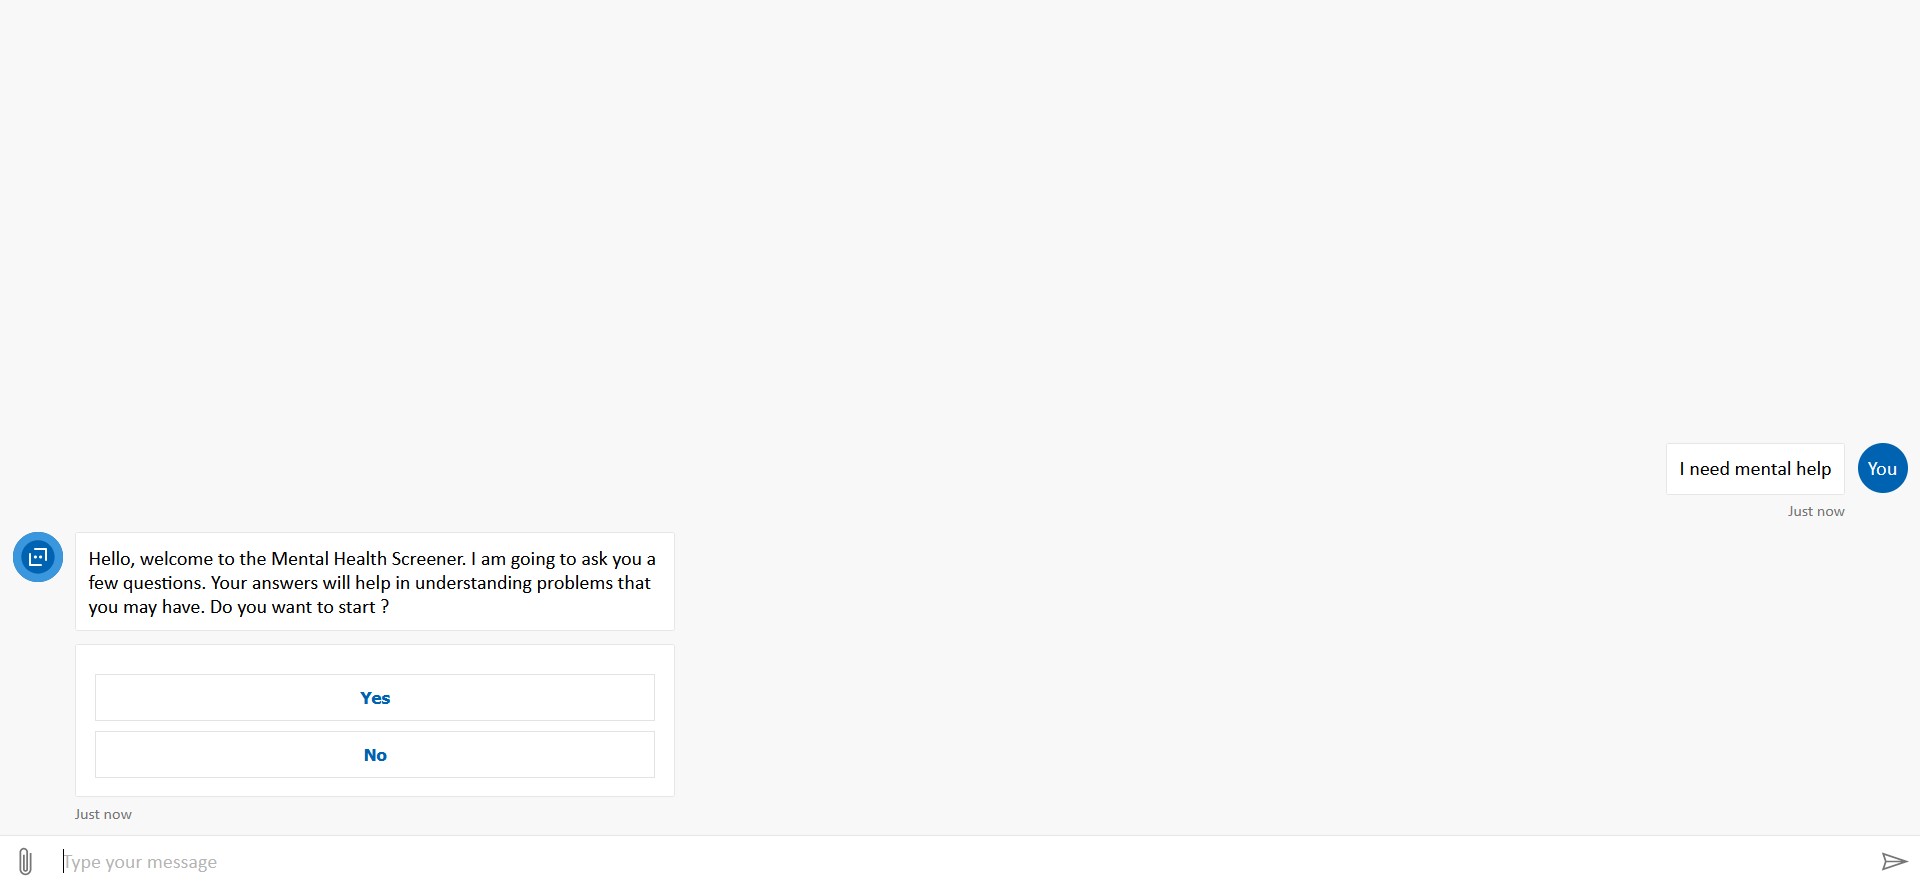 I need mental help
You
Just now
Hello, welcome to the Mental Health Screener. I am going to ask you a
few questions. Your answers will help in understanding problems that
you may have. Do you want to start ?
Yes
No
Just now
Type your message